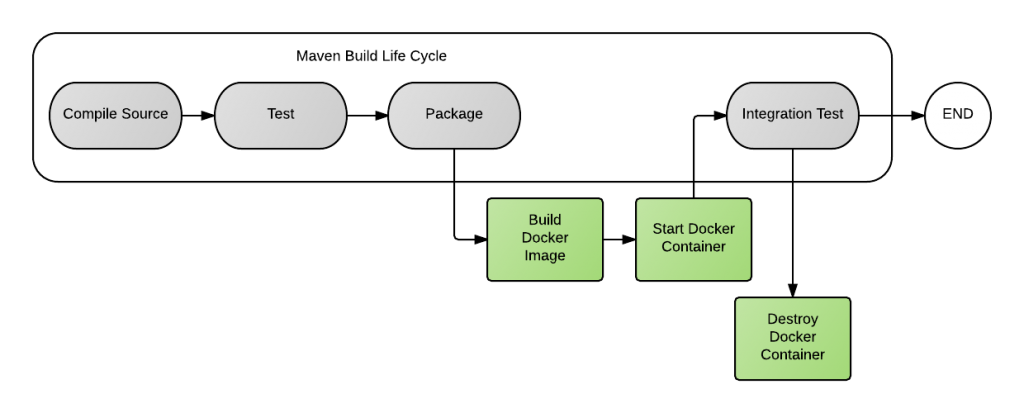 Maven Build Life Cycle
Compile Source
Test
Package
Integration Test
END
Build
Docker
Image
Start Docker
Container
Destroy
Docker
Container